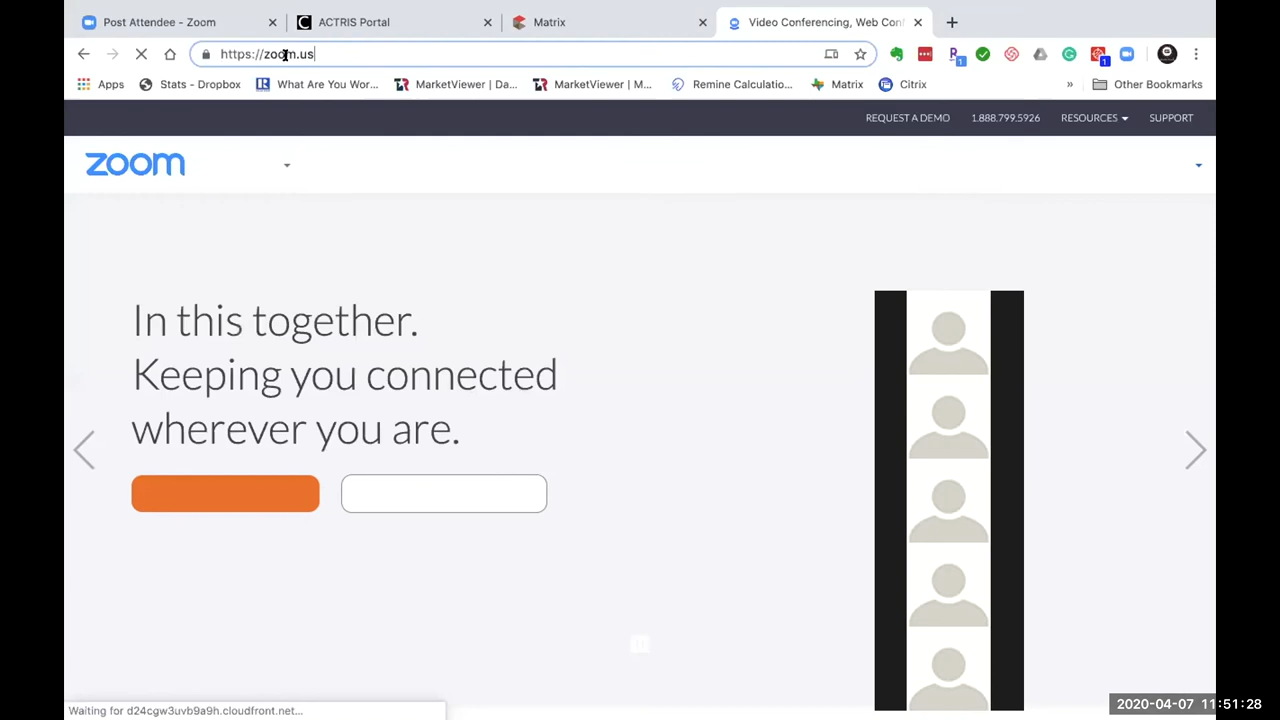 Post Attendee - Zoom
ACTRIS Portal
Matrix
Video Conferencing, Web Conf
https://zoom.us
1
1
Apps
Stats - Dropbox
What Are You Wor...
MarketViewer | Da...
MarketViewer | M...
Remine Calculatio...
Matrix
Citrix
»
Other Bookmarks
REQUEST A DEMO
1.888.799.5926
RESOURCES
SUPPORT
zoom
In this together.
Keeping you connected
wherever you are.
Waiting for d24cgw3uvb9a9h.cloudfront.net...
2020-04-07 11:51:28